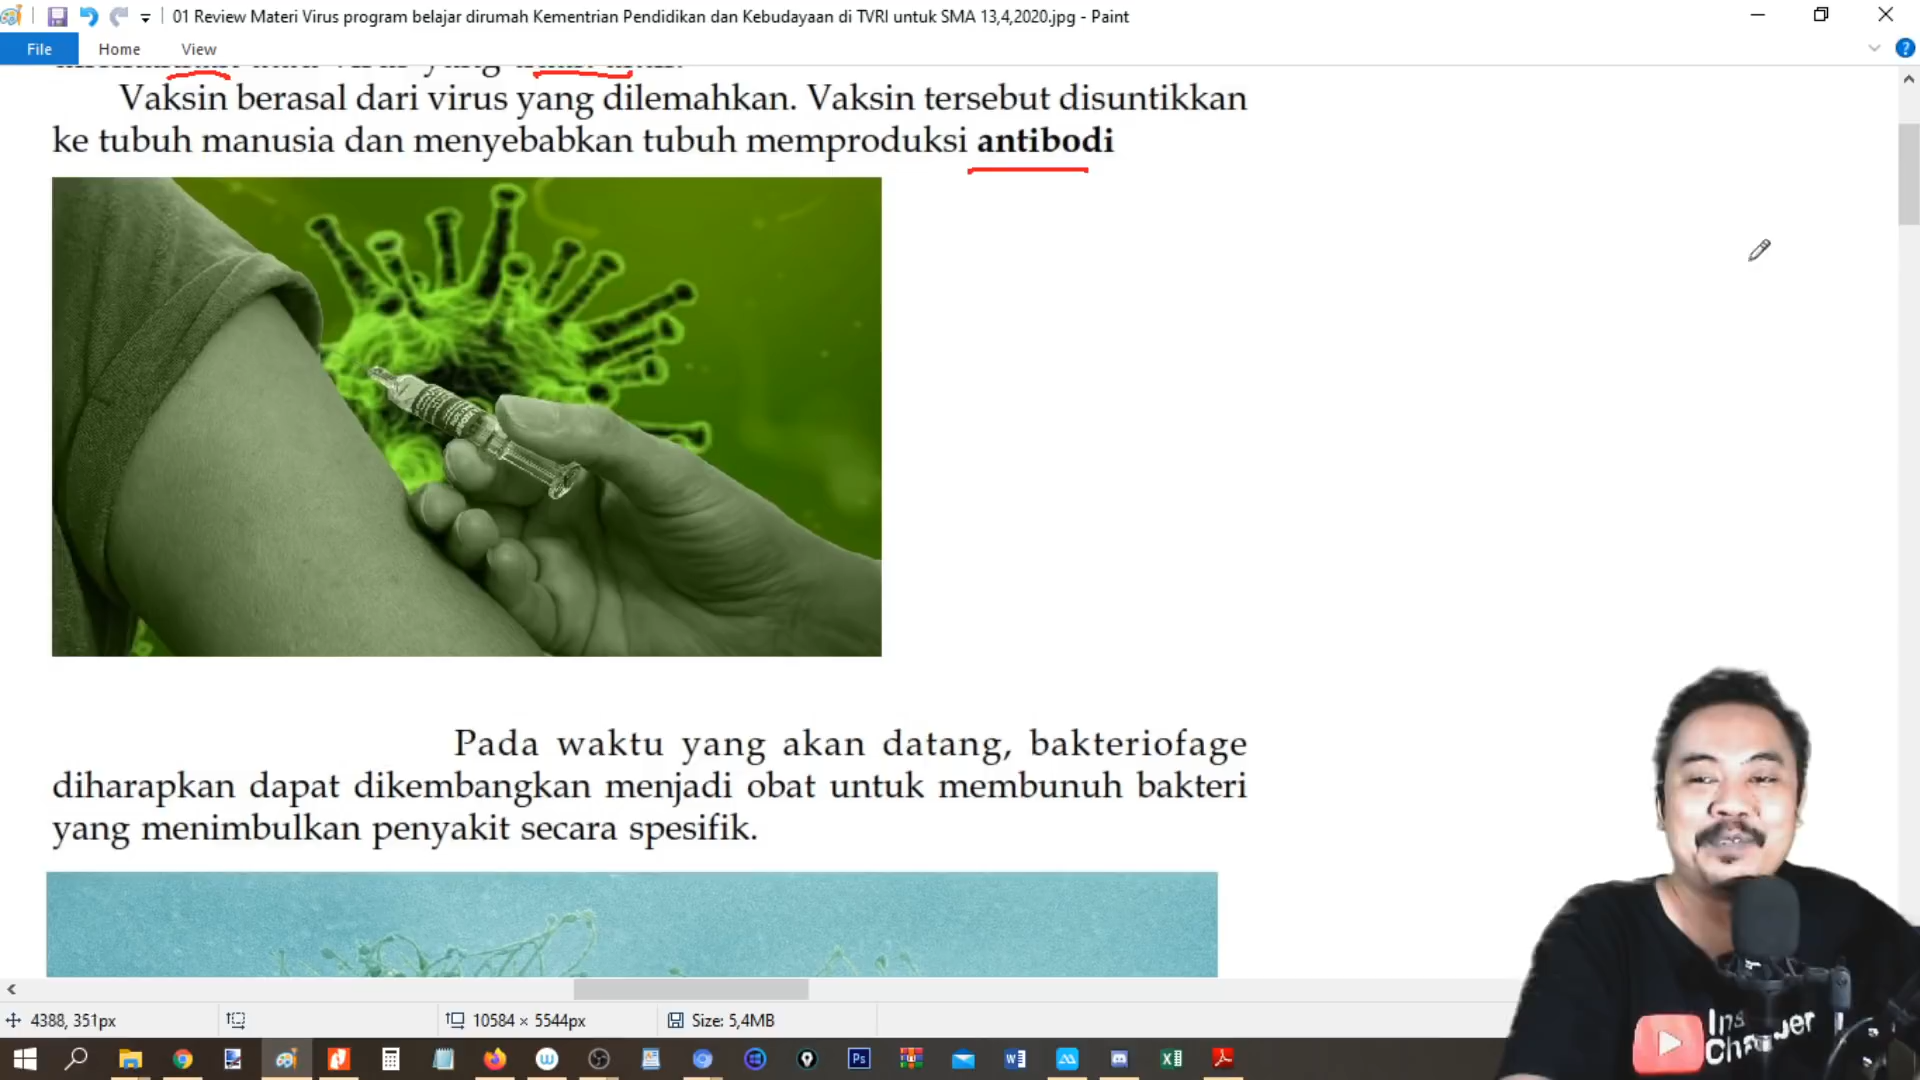 01 Review Materi Virus program belajar dirumah Kementrian Pendidikan dan Kebudayaan di TVRI untuk SMA 13,4,2020.jpg - Paint
File Home View
Vaksin berasal dari virus yang dilemahkan. Vaksin tersebut disuntikkan
ke tubuh manusia dan menyebabkan tubuh memproduksi antibodi
Pada waktu yang akan datang, bakteriofage
diharapkan dapat dikembangkan menjadi obat untuk membunuh bakteri
yang menimbulkan penyakit secara spesifik.
4388, 351px
10584 × 5544px
Size: 5,4MB
Ps